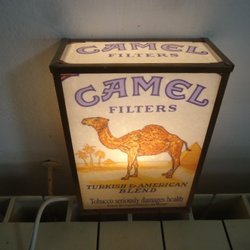 CAMEL
FILTERS
CAMEL
FILTERS
TURKISH & AMERICAN
BLEND
Tobacco seriously damages health